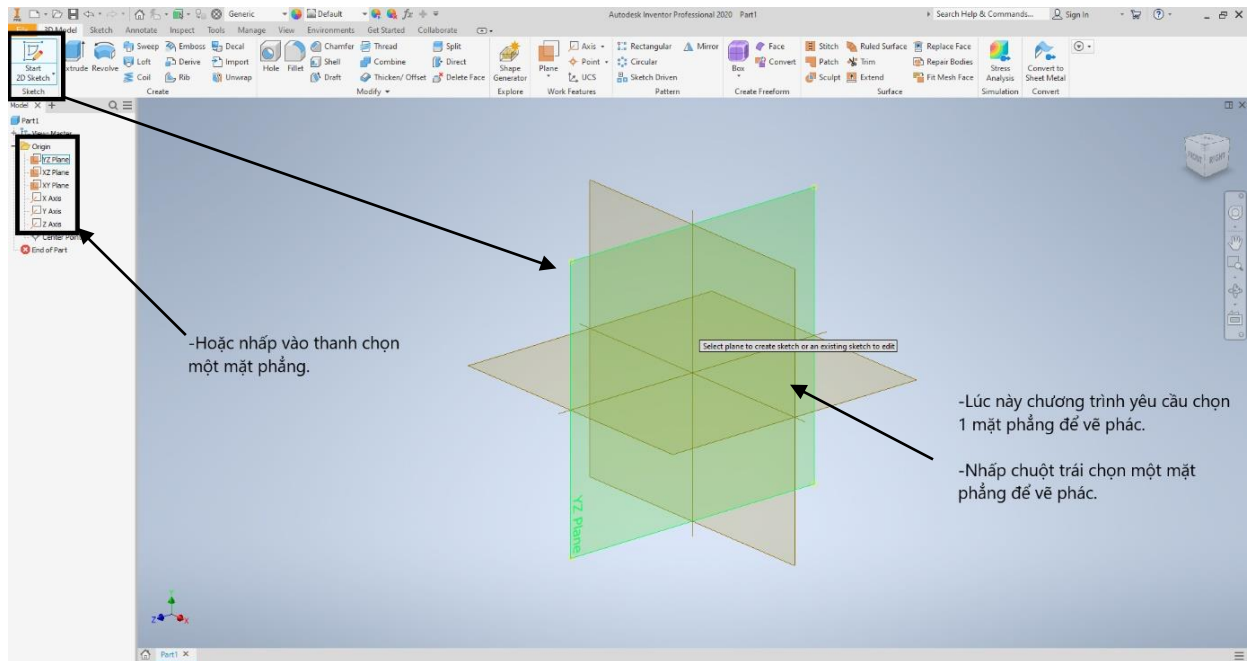 Generic
Default
Autodesk Inventor Professional 2020 Part1
Search Help & Commands...
Sign In
File 3D Model Sketch Annotate Inspect Tools Manage View Environments Get Started Collaborate
Start
2D Sketch
Sketch
Extrude
Revolve
Sweep Emboss Decal
Loft Derive Import
Coil Rib Unwrap
Create
Hole
Fillet
Chamfer Thread Split
Shell Combine Direct
Draft Thicken/ Offset Delete Face
Modify
Shape
Generator
Explore
Plane
Axis
Point
UCS
Work Features
Rectangular Mirror
Circular
Sketch Driven
Pattern
Box
Face
Convert
Create Freeform
Stitch Ruled Surface Replace Face
Patch Trim Repair Bodies
Sculpt Extend Fit Mesh Face
Surface
Stress
Analysis
Simulation
Convert to
Sheet Metal
Convert
Model
Part1
View: Master
Origin
YZ Plane
XZ Plane
XY Plane
X Axis
Y Axis
Z Axis
Center Point
End of Part
FRONT RIGHT
-Hoặc nhấp vào thanh chọn
một mặt phẳng.
Select plane to create sketch or an existing sketch to edit
-Lúc này chương trình yêu cầu chọn
1 mặt phẳng để vẽ phác.
-Nhấp chuột trái chọn một mặt
phẳng để vẽ phác.
YZ Plane
Y
Z
X
Part1